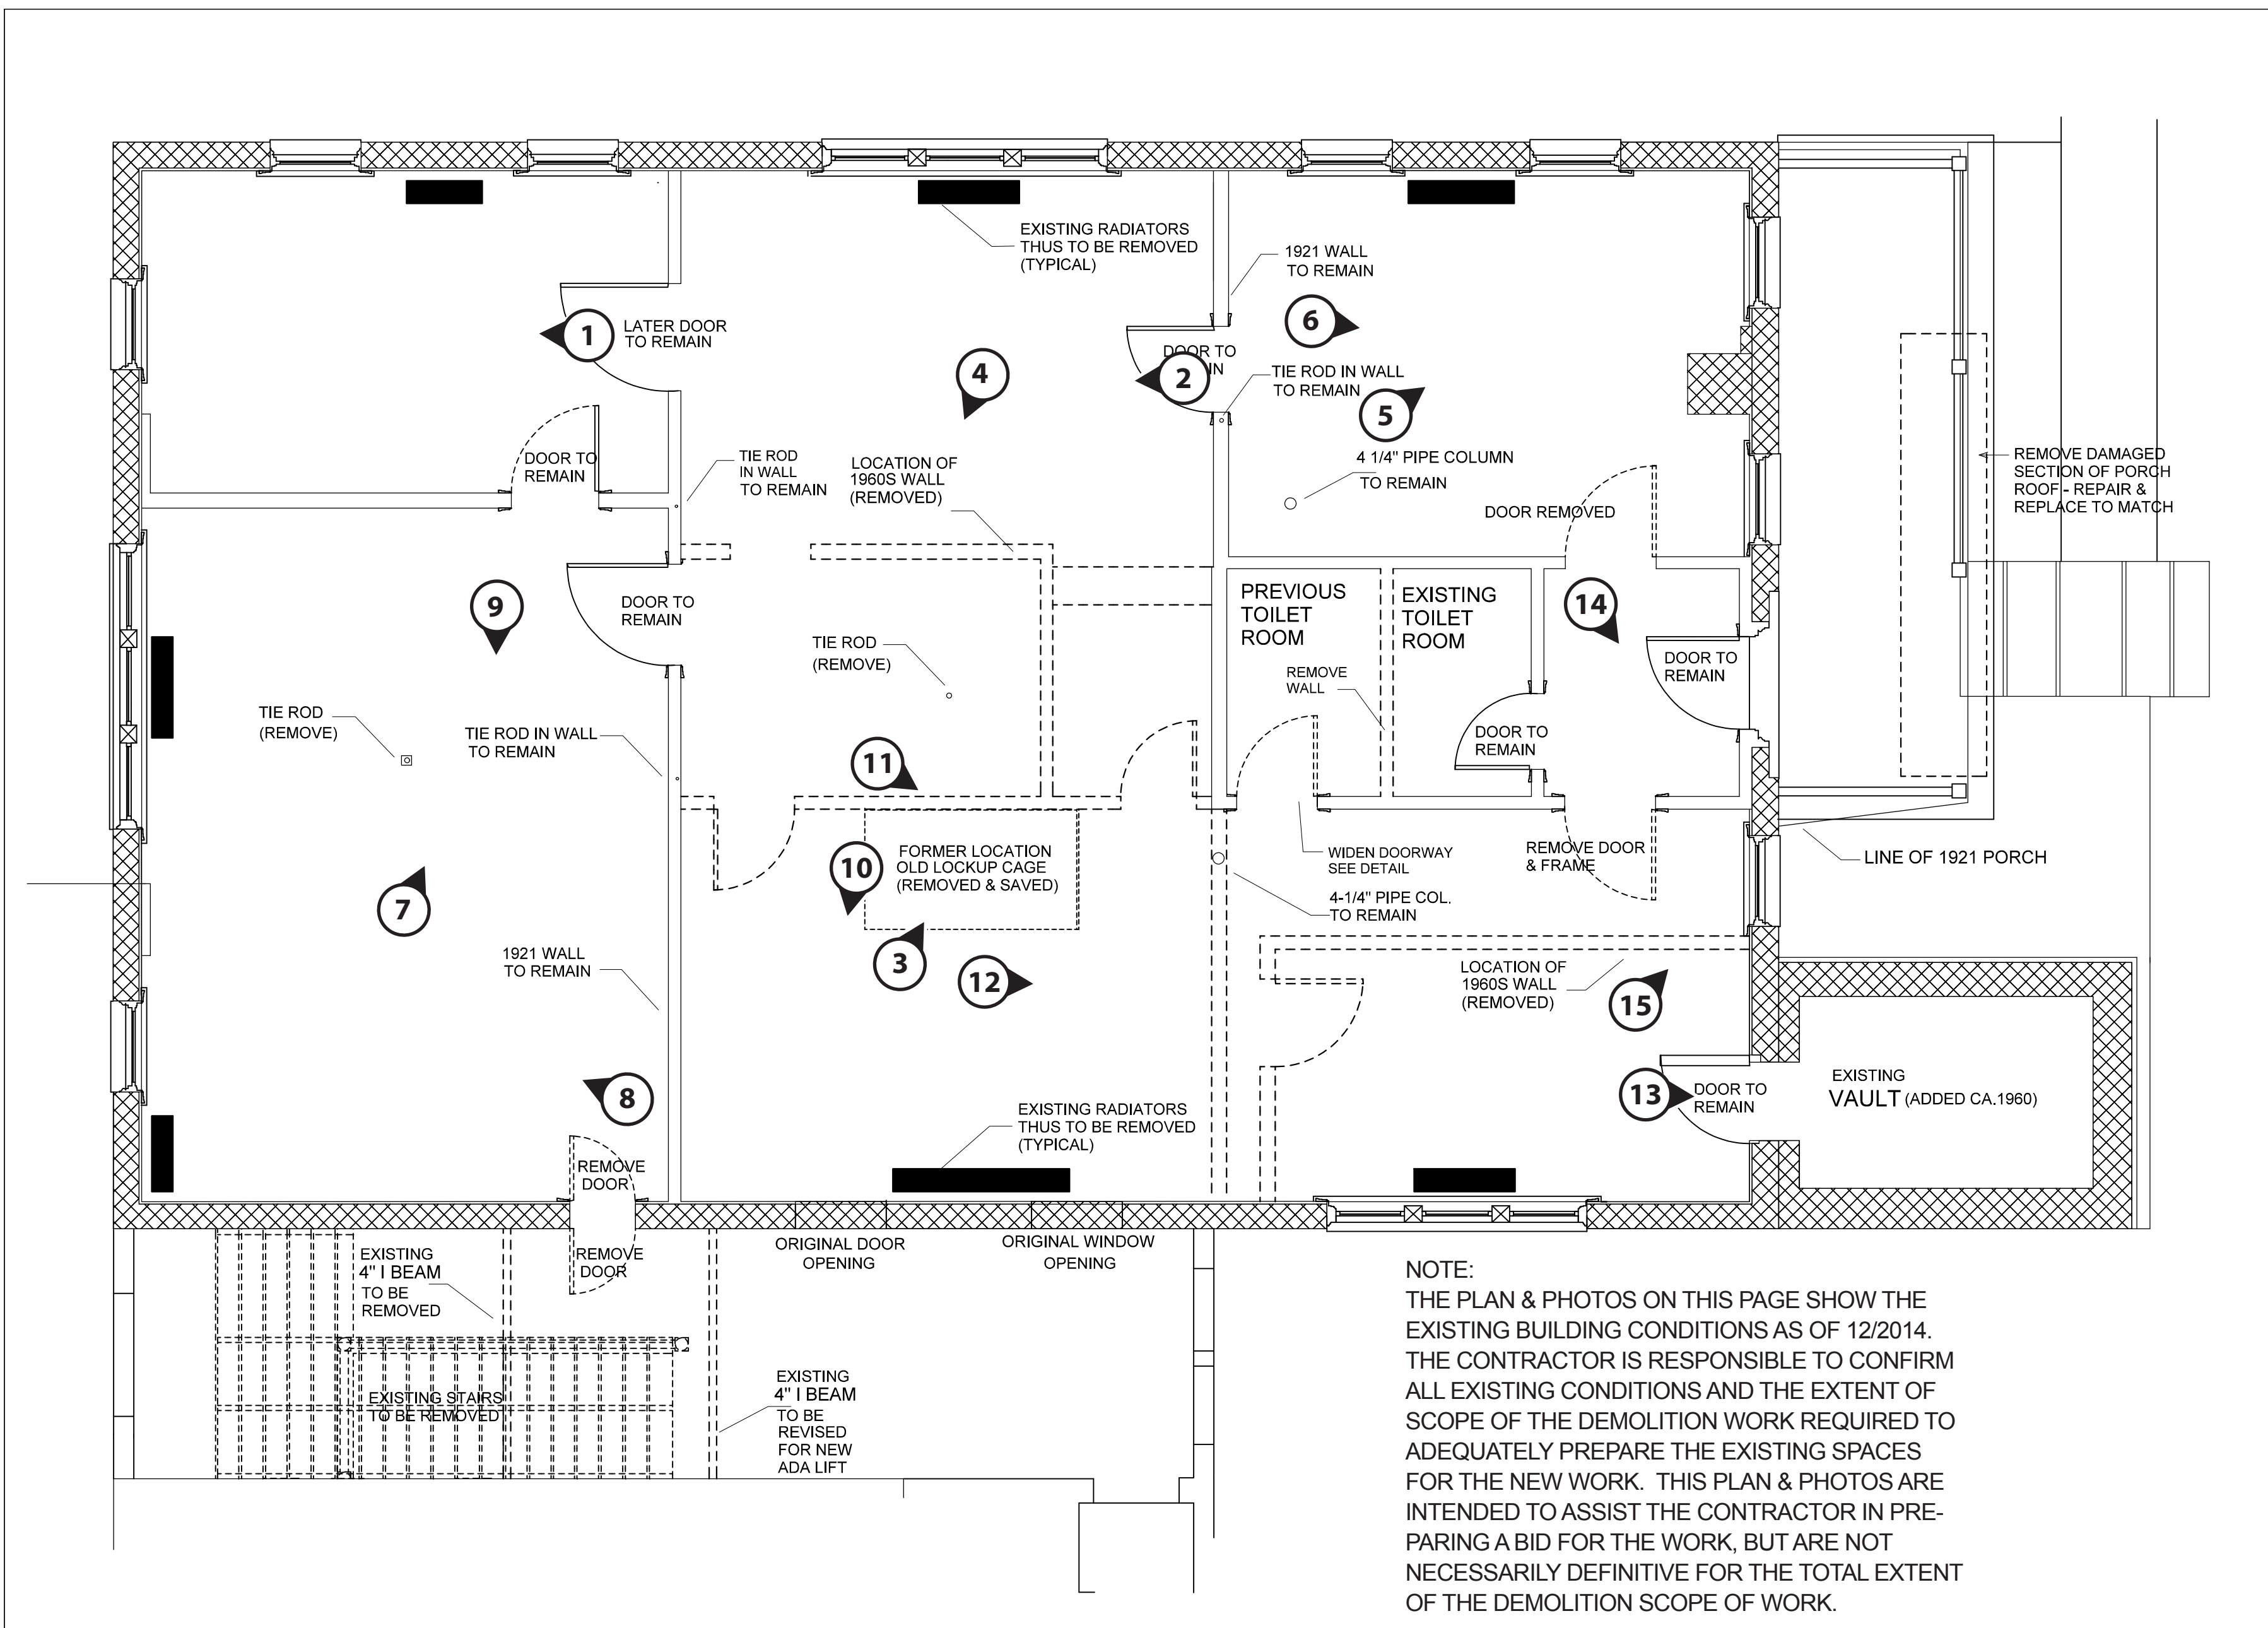 EXISTING RADIATORS
THUS TO BE REMOVED
(TYPICAL)
1921 WALL
TO REMAIN
1
LATER DOOR
TO REMAIN
6
4
DOOR TO
2
TIE ROD IN WALL
TO REMAIN
5
DOOR TO
REMAIN
TIE ROD
IN WALL
TO REMAIN
LOCATION OF
1960S WALL
(REMOVED)
4 1/4" PIPE COLUMN
TO REMAIN
DOOR REMOVED
REMOVE DAMAGED
SECTION OF PORCH
ROOF - REPAIR &
REPLACE TO MATCH
9
DOOR TO
REMAIN
PREVIOUS
TOILET
ROOM
EXISTING
TOILET
ROOM
14
TIE ROD
(REMOVE)
REMOVE
WALL
DOOR TO
REMAIN
TIE ROD
(REMOVE)
TIE ROD IN WALL
TO REMAIN
DOOR TO
REMAIN
11
10
FORMER LOCATION
OLD LOCKUP CAGE
(REMOVED & SAVED)
WIDEN DOORWAY
SEE DETAIL
REMOVE DOOR
& FRAME
LINE OF 1921 PORCH
7
4-1/4" PIPE COL.
TO REMAIN
1921 WALL
TO REMAIN
3
12
LOCATION OF
1960S WALL
(REMOVED)
15
8
EXISTING RADIATORS
THUS TO BE REMOVED
(TYPICAL)
13
DOOR TO
REMAIN
EXISTING
VAULT (ADDED CA.1960)
REMOVE
DOOR
REMOVE
DOOR
EXISTING
4" I BEAM
TO BE
REMOVED
ORIGINAL DOOR
OPENING
ORIGINAL WINDOW
OPENING
EXISTING STAIRS
TO BE REMOVED
EXISTING
4" I BEAM
TO BE
REVISED
FOR NEW
ADA LIFT
NOTE:
THE PLAN & PHOTOS ON THIS PAGE SHOW THE
EXISTING BUILDING CONDITIONS AS OF 12/2014.
THE CONTRACTOR IS RESPONSIBLE TO CONFIRM
ALL EXISTING CONDITIONS AND THE EXTENT OF
SCOPE OF THE DEMOLITION WORK REQUIRED TO
ADEQUATELY PREPARE THE EXISTING SPACES
FOR THE NEW WORK. THIS PLAN & PHOTOS ARE
INTENDED TO ASSIST THE CONTRACTOR IN PRE-
PARING A BID FOR THE WORK, BUT ARE NOT
NECESSARILY DEFINITIVE FOR THE TOTAL EXTENT
OF THE DEMOLITION SCOPE OF WORK.